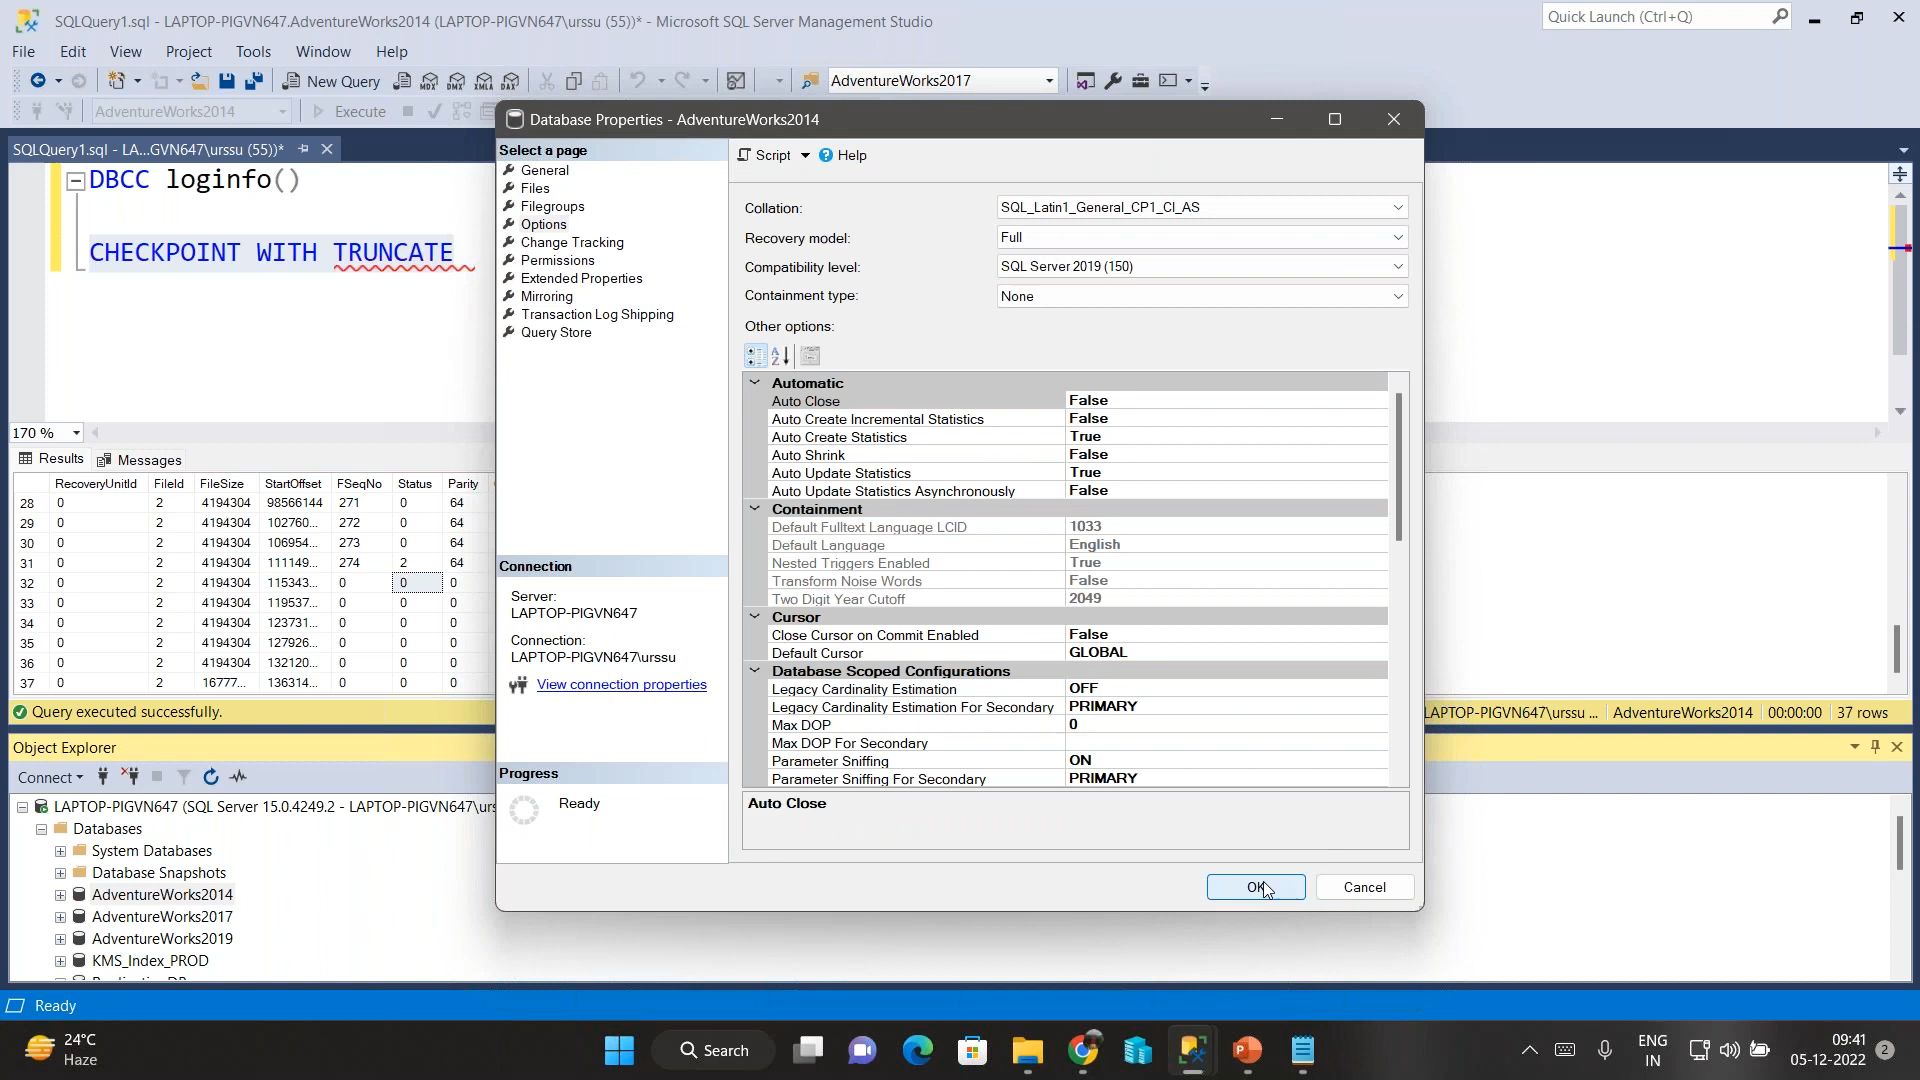 SQLQuery1.sql - LAPTOP-PIGVN647.AdventureWorks2014 (LAPTOP-PIGVN647\urssu (55))* - Microsoft SQL Server Management Studio
Quick Launch (Ctrl+Q)
File Edit View Project Tools Window Help
New Query MDX DMX XMLA DAX AdventureWorks2017
AdventureWorks2014 Execute
SQLQuery1.sql - LA...GVN647\urssu (55))*
DBCC loginfo()
CHECKPOINT WITH TRUNCATE
170 %
Results Messages
RecoveryUnitId FileId FileSize StartOffset FSeqNo Status Parity
28 0 2 4194304 98566144 271 0 64
29 0 2 4194304 102760... 272 0 64
30 0 2 4194304 106954... 273 0 64
31 0 2 4194304 111149... 274 2 64
32 0 2 4194304 115343... 0 0 0
33 0 2 4194304 119537... 0 0 0
34 0 2 4194304 123731... 0 0 0
35 0 2 4194304 127926... 0 0 0
36 0 2 4194304 132120... 0 0 0
37 0 2 16777... 136314... 0 0 0
Query executed successfully.
LAPTOP-PIGVN647\urssu ... AdventureWorks2014 00:00:00 37 rows
Object Explorer
Connect
LAPTOP-PIGVN647 (SQL Server 15.0.4249.2 - LAPTOP-PIGVN647\urs
Databases
System Databases
Database Snapshots
AdventureWorks2014
AdventureWorks2017
AdventureWorks2019
KMS_Index_PROD
Database Properties - AdventureWorks2014
Select a page
General
Files
Filegroups
Options
Change Tracking
Permissions
Extended Properties
Mirroring
Transaction Log Shipping
Query Store
Connection
Server:
LAPTOP-PIGVN647
Connection:
LAPTOP-PIGVN647\urssu
View connection properties
Progress
Ready
Script Help
Collation: SQL_Latin1_General_CP1_CI_AS
Recovery model: Full
Compatibility level: SQL Server 2019 (150)
Containment type: None
Other options:
Automatic
Auto Close False
Auto Create Incremental Statistics False
Auto Create Statistics True
Auto Shrink False
Auto Update Statistics True
Auto Update Statistics Asynchronously False
Containment
Default Fulltext Language LCID 1033
Default Language English
Nested Triggers Enabled True
Transform Noise Words False
Two Digit Year Cutoff 2049
Cursor
Close Cursor on Commit Enabled False
Default Cursor GLOBAL
Database Scoped Configurations
Legacy Cardinality Estimation OFF
Legacy Cardinality Estimation For Secondary PRIMARY
Max DOP 0
Max DOP For Secondary
Parameter Sniffing ON
Parameter Sniffing For Secondary PRIMARY
Auto Close
OK Cancel
Ready
24°C
Haze
Search
ENG
IN
09:41
05-12-2022
2